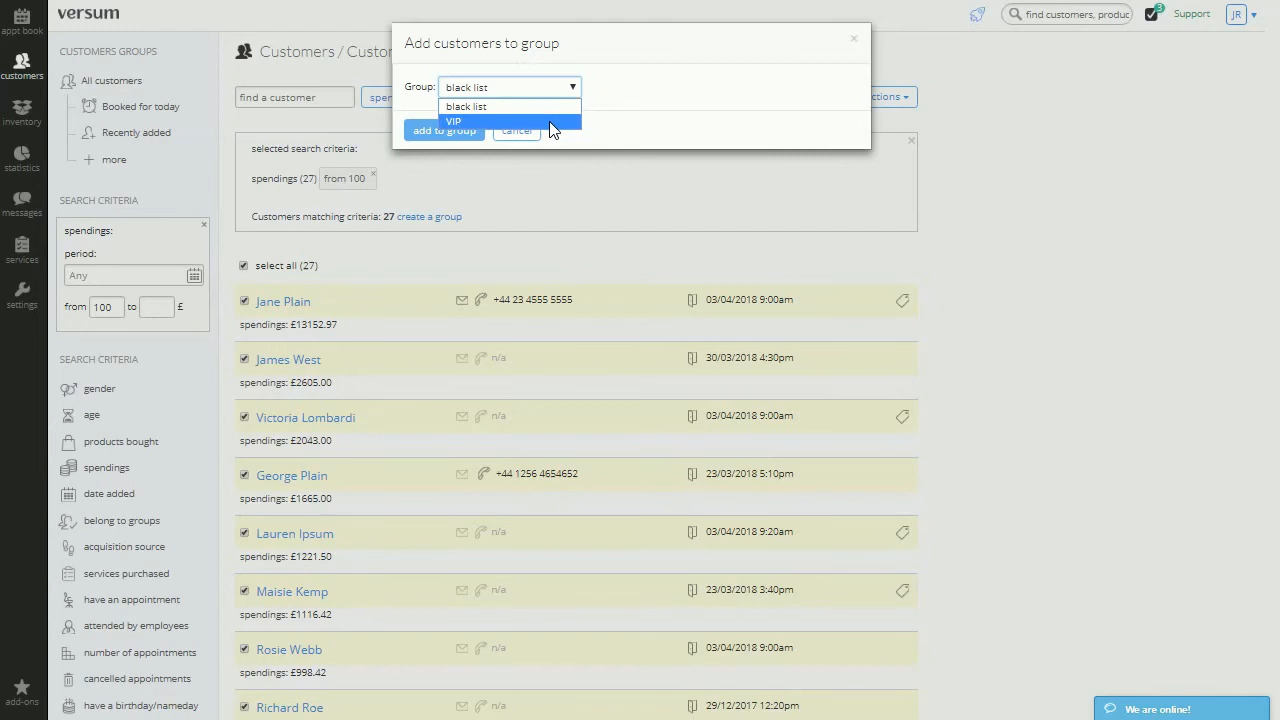 versum
find customers, produc
3
Support
JR
appt book
customers
inventory
statistics
messages
services
settings
add-ons
CUSTOMERS GROUPS
All customers
Booked for today
Recently added
more
SEARCH CRITERIA
spendings:
period:
Any
from 100 to £
SEARCH CRITERIA
gender
age
products bought
spendings
date added
belong to groups
acquisition source
services purchased
have an appointment
attended by employees
number of appointments
cancelled appointments
have a birthday/nameday
Customers /
find a customer
Add customers to group
Group: black list
black list
VIP
add to group cancel
selected search criteria:
spendings (27) from 100
Customers matching criteria: 27 create a group
select all (27)
Jane Plain +44 23 4555 5555 03/04/2018 9:00am
spendings: £13152.97
James West n/a 30/03/2018 4:30pm
spendings: £2605.00
Victoria Lombardi n/a 03/04/2018 9:00am
spendings: £2043.00
George Plain +44 1256 4654652 23/03/2018 5:10pm
spendings: £1665.00
Lauren Ipsum n/a 03/04/2018 9:20am
spendings: £1221.50
Maisie Kemp n/a 23/03/2018 3:40pm
spendings: £1116.42
Rosie Webb n/a 03/04/2018 9:00am
spendings: £998.42
Richard Roe n/a 29/12/2017 12:20pm
We are online!